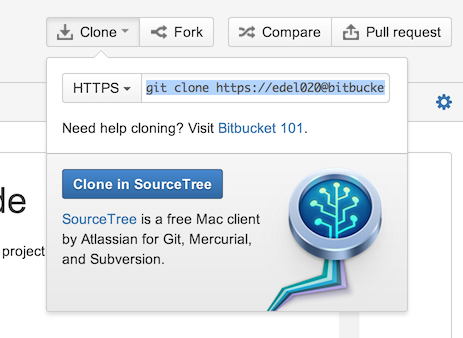 Clone Fork Compare Pull request
HTTPS git clone https://edel020@bitbucke
Need help cloning? Visit Bitbucket 101.
Clone in SourceTree
de
SourceTree is a free Mac client
project
by Atlassian for Git, Mercurial,
and Subversion.